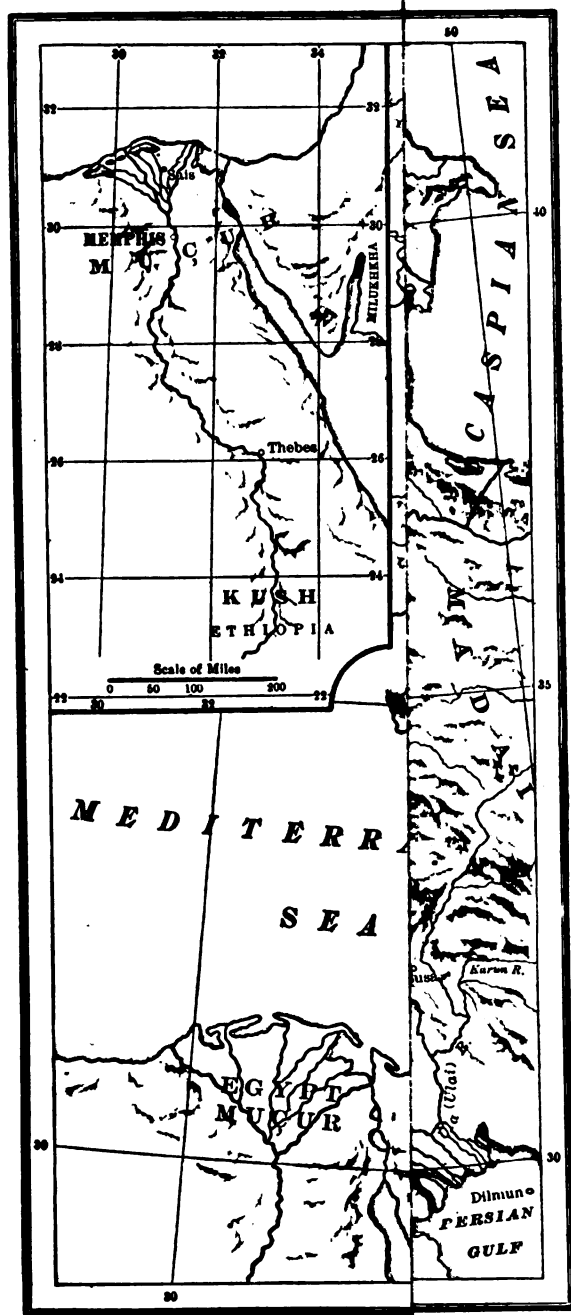 30 32 34 50
32 32
CASPIAN SEA
Sais
30 30 40
MEMPHIS
MUCUR
MILUKHKHA
28 28
Thebes
26 26
24 24
KUSH
ETHIOPIA
Scale of Miles
0 50 100 200
22 22
30 32
35
MEDITERRA
SEA
Karun R.
usa
EGYPT
MUCUR
a (Ulai)
30 30
Dilmun
PERSIAN
GULF
30